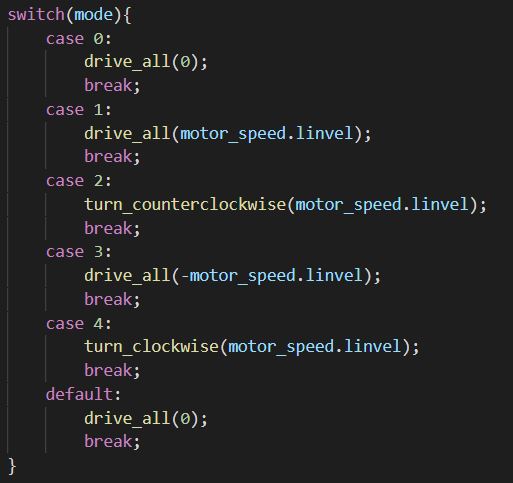 switch(mode){
    case 0:
        drive_all(0);
        break;
    case 1:
        drive_all(motor_speed.linvel);
        break;
    case 2:
        turn_counterclockwise(motor_speed.linvel);
        break;
    case 3:
        drive_all(-motor_speed.linvel);
        break;
    case 4:
        turn_clockwise(motor_speed.linvel);
        break;
    default:
        drive_all(0);
        break;
}